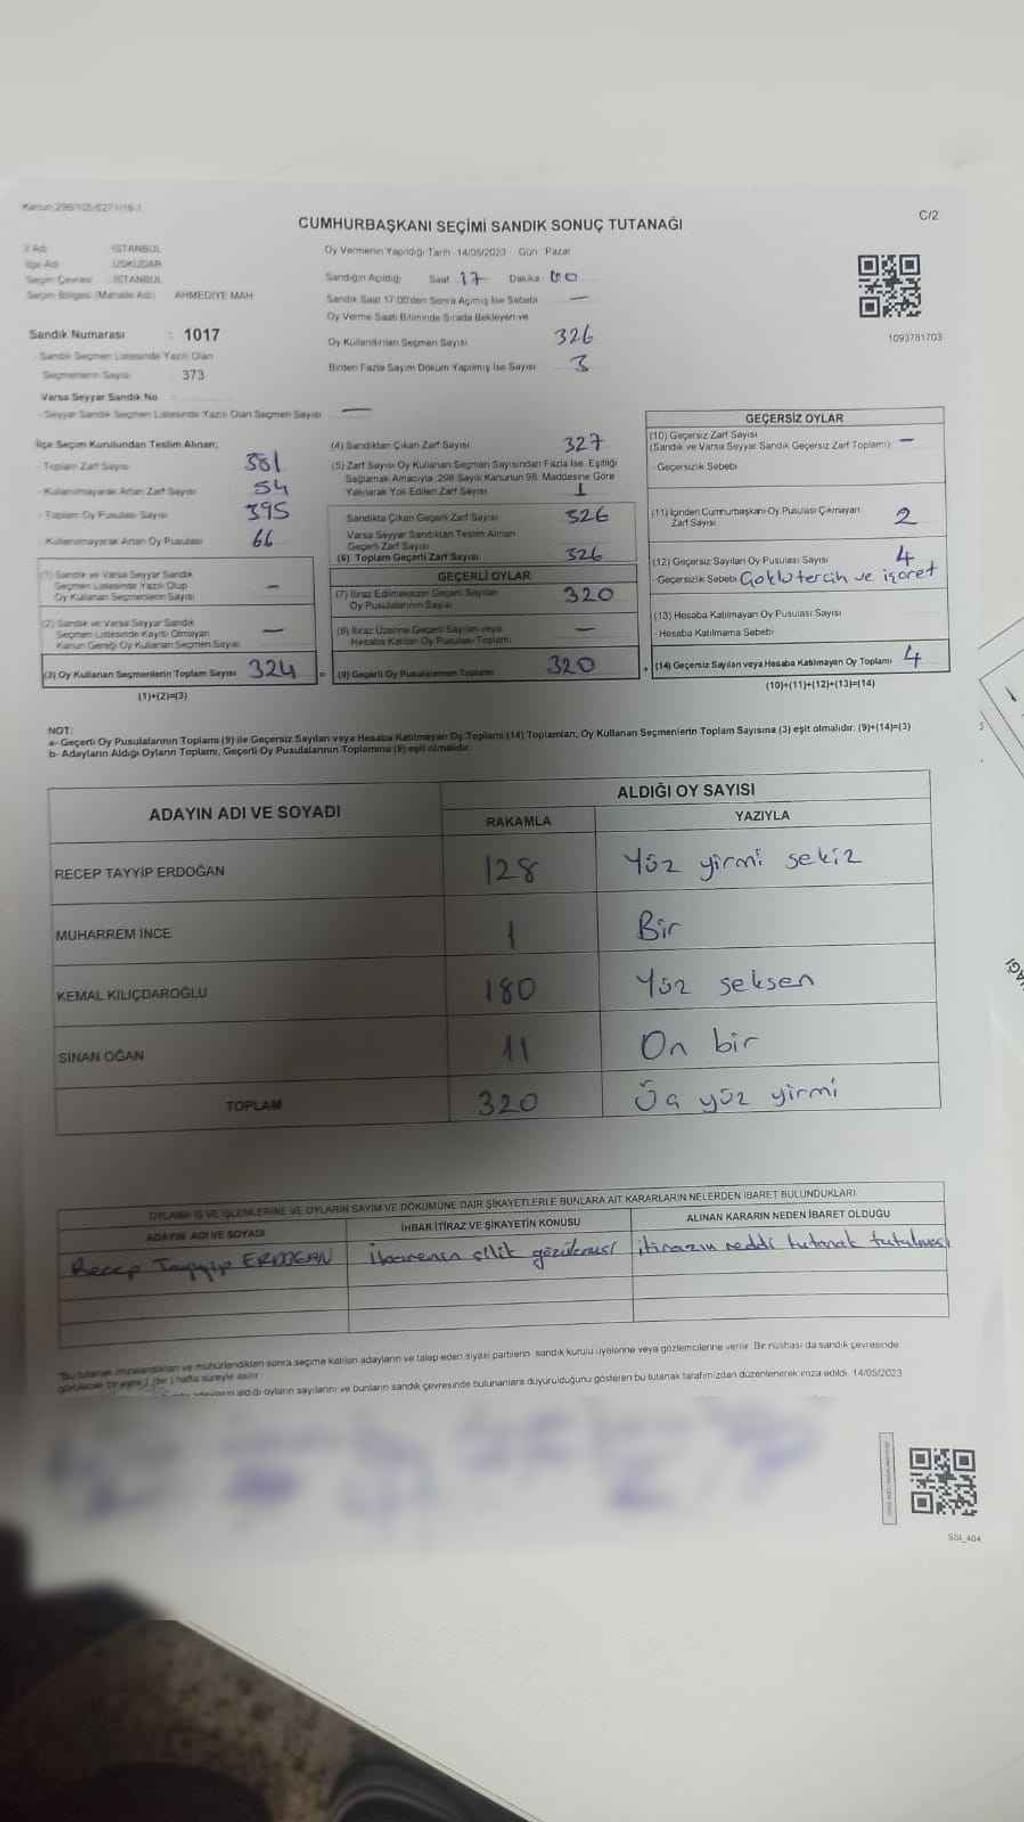 Kanun:298/105/6271/16-1
C/2
CUMHURBAŞKANI SEÇİMİ SANDIK SONUÇ TUTANAĞI
İl Adı : İSTANBUL
İlçe Adı : ÜSKÜDAR
Seçim Çevresi : İSTANBUL
Seçim Bölgesi (Mahalle Adı) : AHMEDİYE MAH
Oy Vermenin Yapıldığı Tarih 14/05/2023 Gün Pazar
Sandığın Açıldığı Saat 17 Dakika 00
Sandık Saat 17:00'den Sonra Açılmış İse Sebebi —
Oy Verme Saati Bitiminde Sırada Bekleyen ve
Oy Kullandırılan Seçmen Sayısı 326
Birden Fazla Sayım Döküm Yapılmış İse Sayısı 3
1093781703
Sandık Numarası : 1017
Sandık Seçmen Listesinde Yazılı Olan
Seçmenlerin Sayısı 373
Varsa Seyyar Sandık No
- Seyyar Sandık Seçmen Listesinde Yazılı Olan Seçmen Sayısı —
İlçe Seçim Kurulundan Teslim Alınan;
- Toplam Zarf Sayısı 381
- Kullanılmayarak Artan Zarf Sayısı 54
- Toplam Oy Pusulası Sayısı 395
- Kullanılmayarak Artan Oy Pusulası 66
(1) Sandık ve Varsa Seyyar Sandık
Seçmen Listesinde Yazılı Olup
Oy Kullanan Seçmenlerin Sayısı —
(2) Sandık ve Varsa Seyyar Sandık
Seçmen Listesinde Kayıtlı Olmayan
Kanun Gereği Oy Kullanan Seçmen Sayısı —
(3) Oy Kullanan Seçmenlerin Toplam Sayısı 324
(1)+(2)=(3)
(4) Sandıktan Çıkan Zarf Sayısı 327
(5) Zarf Sayısı Oy Kullanan Seçmen Sayısından Fazla İse, Eşitliği
Sağlamak Amacıyla 298 Sayılı Kanunun 98. Maddesine Göre
Yakılarak Yok Edilen Zarf Sayısı 1
Sandıkta Çıkan Geçerli Zarf Sayısı 326
Varsa Seyyar Sandıktan Teslim Alınan
Geçerli Zarf Sayısı
(6) Toplam Geçerli Zarf Sayısı 326
GEÇERLİ OYLAR
(7) İtiraz Edilmeksizin Geçerli Sayılan
Oy Pusulalarının Sayısı 320
(8) İtiraz Üzerine Geçerli Sayılan veya
Hesaba Katılan Oy Pusulası Toplamı —
= (9) Geçerli Oy Pusulalarının Toplamı 320
GEÇERSİZ OYLAR
(10) Geçersiz Zarf Sayısı
(Sandık ve Varsa Seyyar Sandık Geçersiz Zarf Toplamı) —
- Geçersizlik Sebebi
(11) İçinden Cumhurbaşkanı Oy Pusulası Çıkmayan
Zarf Sayısı 2
(12) Geçersiz Sayılan Oy Pusulası Sayısı 4
- Geçersizlik Sebebi Çoklu tercih ve işaret
(13) Hesaba Katılmayan Oy Pusulası Sayısı
- Hesaba Katılmama Sebebi
+ (14) Geçersiz Sayılan veya Hesaba Katılmayan Oy Toplamı 4
(10)+(11)+(12)+(13)=(14)
NOT:
a- Geçerli Oy Pusulalarının Toplamı (9) ile Geçersiz Sayılan veya Hesaba Katılmayan Oy Toplamı (14) Toplamları, Oy Kullanan Seçmenlerin Toplam Sayısına (3) eşit olmalıdır. (9)+(14)=(3)
b- Adayların Aldığı Oyların Toplamı, Geçerli Oy Pusulalarının Toplamına (9) eşit olmalıdır.
ADAYIN ADI VE SOYADI
ALDIĞI OY SAYISI
RAKAMLA YAZIYLA
RECEP TAYYİP ERDOĞAN 128 Yüz yirmi sekiz
MUHARREM İNCE 1 Bir
KEMAL KILIÇDAROĞLU 180 Yüz seksen
SİNAN OĞAN 11 On bir
TOPLAM 320 Üç yüz yirmi
OYLAMA İŞ VE İŞLEMLERİNE VE OYLARIN SAYIM VE DÖKÜMÜNE DAİR ŞİKAYETLERLE BUNLARA AİT KARARLARIN NELERDEN İBARET BULUNDUKLARI
ADAYIN ADI VE SOYADI İHBAR İTİRAZ VE ŞİKAYETİN KONUSU ALINAN KARARIN NEDEN İBARET OLDUĞU
Recep Tayyip ERDOĞAN itirazın reddi tutanak tutulması
Bu tutanak imzalandıktan ve mühürlendikten sonra seçime katılan adayların ve talep eden siyasi partilerin sandık kurulu üyelerine veya gözlemcilerine verilir. Bir nüshası da sandık çevresinde
aldığı oyların sayılarını ve bunların sandık çevresinde bulunanlara duyurulduğunu gösteren bu tutanak tarafımızdan düzenlenerek imza edildi. 14/05/2023
SSI_404